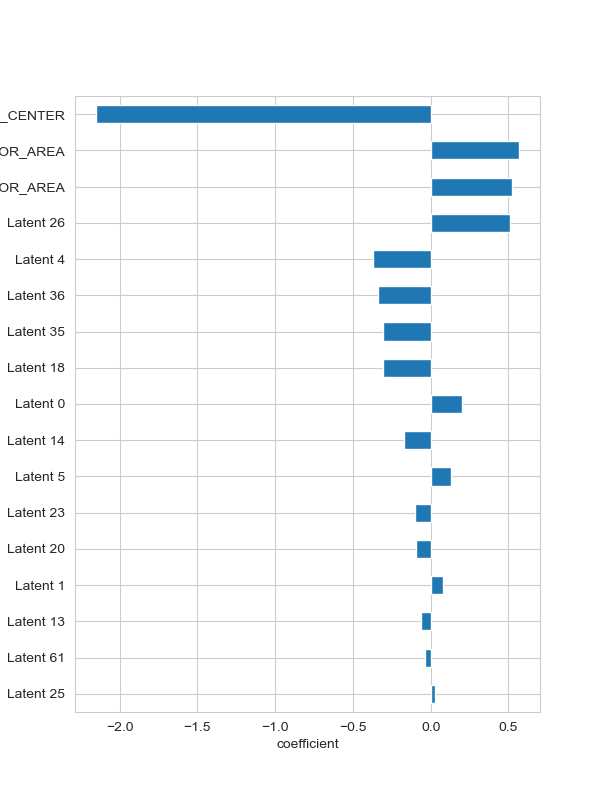 _CENTER
OR_AREA
OR_AREA
Latent 26
Latent 4
Latent 36
Latent 35
Latent 18
Latent 0
Latent 14
Latent 5
Latent 23
Latent 20
Latent 1
Latent 13
Latent 61
Latent 25
−2.0 −1.5 −1.0 −0.5 0.0 0.5
coefficient